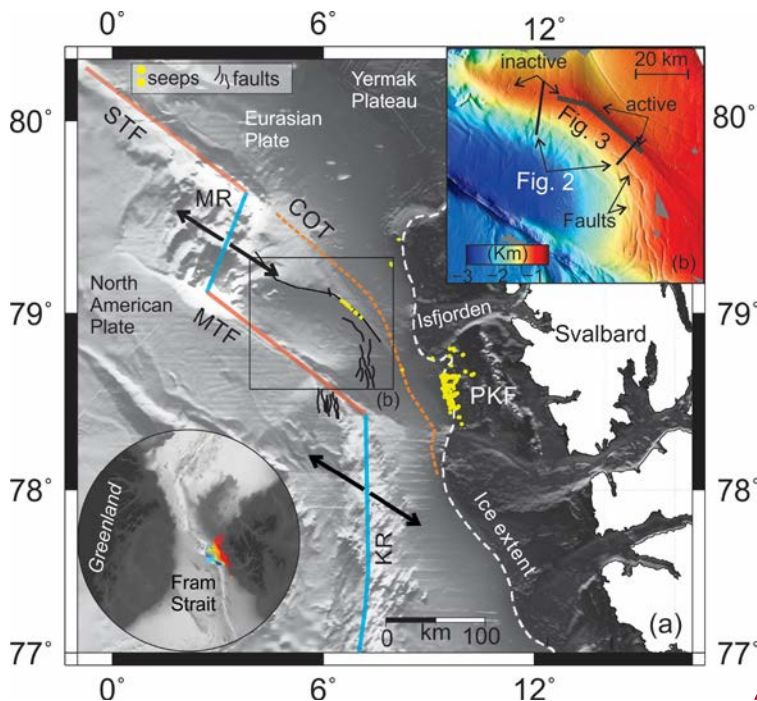 0° 6° 12°
80°
79°
78°
77°
seeps faults
Yermak
Plateau
Eurasian
Plate
STF
MR
COT
North
American
Plate
MTF
(b)
Isfjorden
Svalbard
PKF
KR
Ice extent
Greenland
Fram
Strait
0 km 100
(a)
inactive
20 km
active
Fig. 3
Fig. 2
Faults
(Km)
−3 −2 −1
(b)
80°
79°
78°
77°
0° 6° 12°